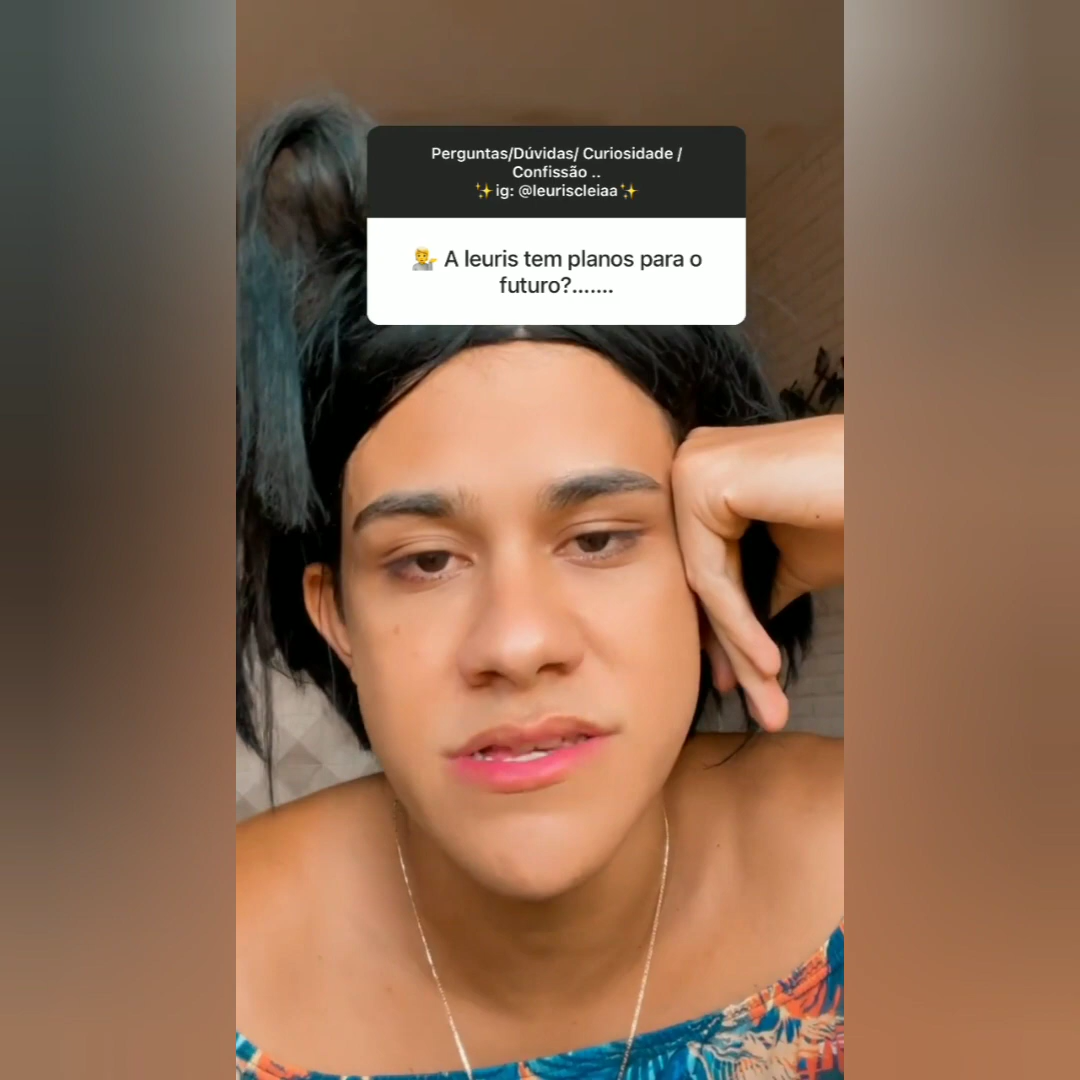 Perguntas/Dúvidas/ Curiosidade /
Confissão ..
✨ig: @leuriscleiaa✨
💁‍♂️ A leuris tem planos para o
futuro?.......